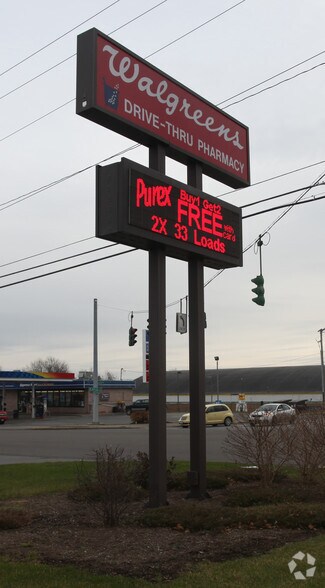 Walgreens
DRIVE-THRU PHARMACY
Purex Buy1 Get2
FREE with card
2X 33 Loads